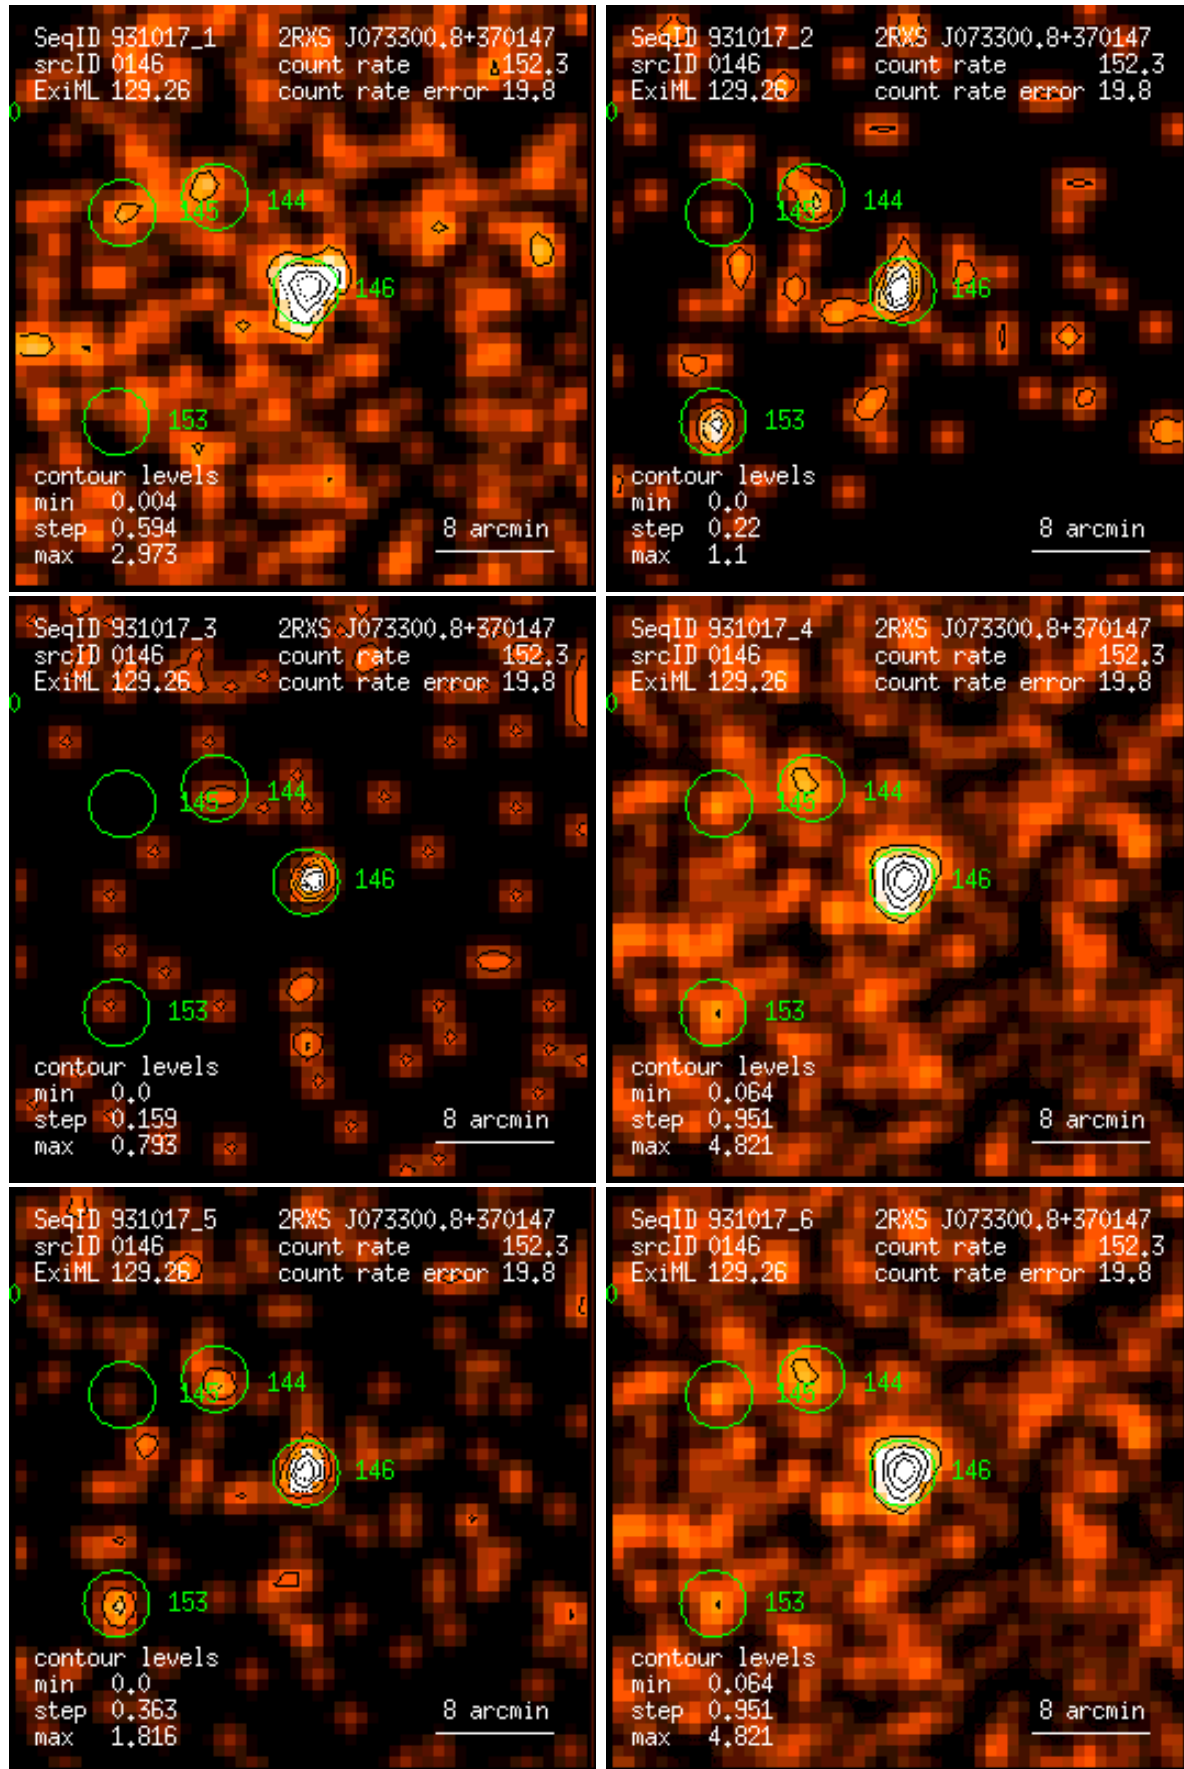 SeqID 931017_1 2RXS J073300.8+370147
srcID 0146 count rate 152.3
ExiML 129.26 count rate error 19.8
0
144
145
146
153
contour levels
min 0.004
step 0.594
max 2.973
8 arcmin
SeqID 931017_2 2RXS J073300.8+370147
srcID 0146 count rate 152.3
ExiML 129.26 count rate error 19.8
0
144
145
146
153
contour levels
min 0.0
step 0.22
max 1.1
8 arcmin
SeqID 931017_3 2RXS J073300.8+370147
srcID 0146 count rate 152.3
ExiML 129.26 count rate error 19.8
0
144
145
146
153
contour levels
min 0.0
step 0.159
max 0.793
8 arcmin
SeqID 931017_4 2RXS J073300.8+370147
srcID 0146 count rate 152.3
ExiML 129.26 count rate error 19.8
0
144
145
146
153
contour levels
min 0.064
step 0.951
max 4.821
8 arcmin
SeqID 931017_5 2RXS J073300.8+370147
srcID 0146 count rate 152.3
ExiML 129.26 count rate error 19.8
0
144
145
146
153
contour levels
min 0.0
step 0.363
max 1.816
8 arcmin
SeqID 931017_6 2RXS J073300.8+370147
srcID 0146 count rate 152.3
ExiML 129.26 count rate error 19.8
0
144
145
146
153
contour levels
min 0.064
step 0.951
max 4.821
8 arcmin